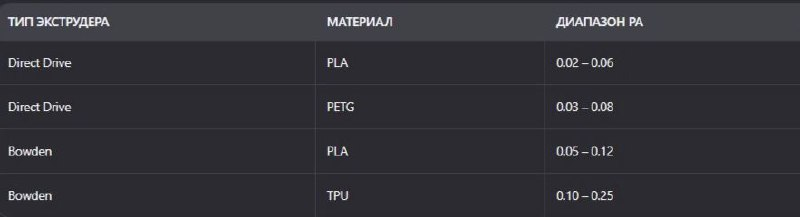 ТИП ЭКСТРУДЕРА МАТЕРИАЛ ДИАПАЗОН PA
Direct Drive PLA 0.02 – 0.06
Direct Drive PETG 0.03 – 0.08
Bowden PLA 0.05 – 0.12
Bowden TPU 0.10 – 0.25